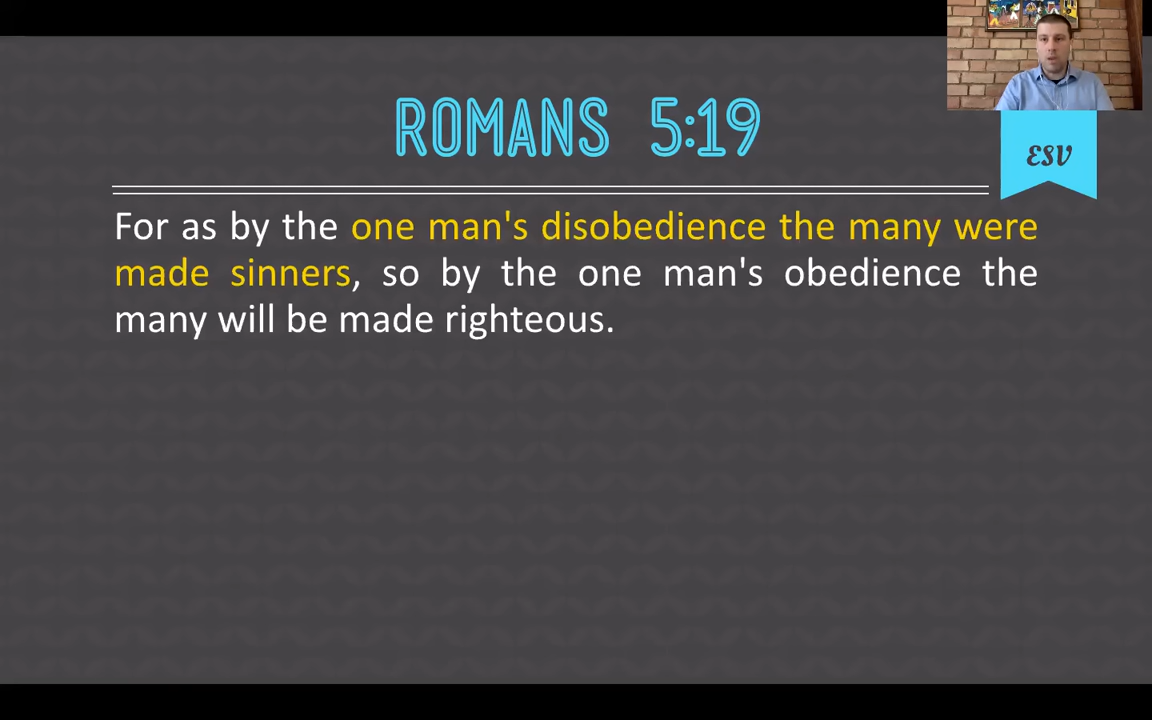 ROMANS 5:19
ESV
For as by the one man's disobedience the many were
made sinners, so by the one man's obedience the
many will be made righteous.